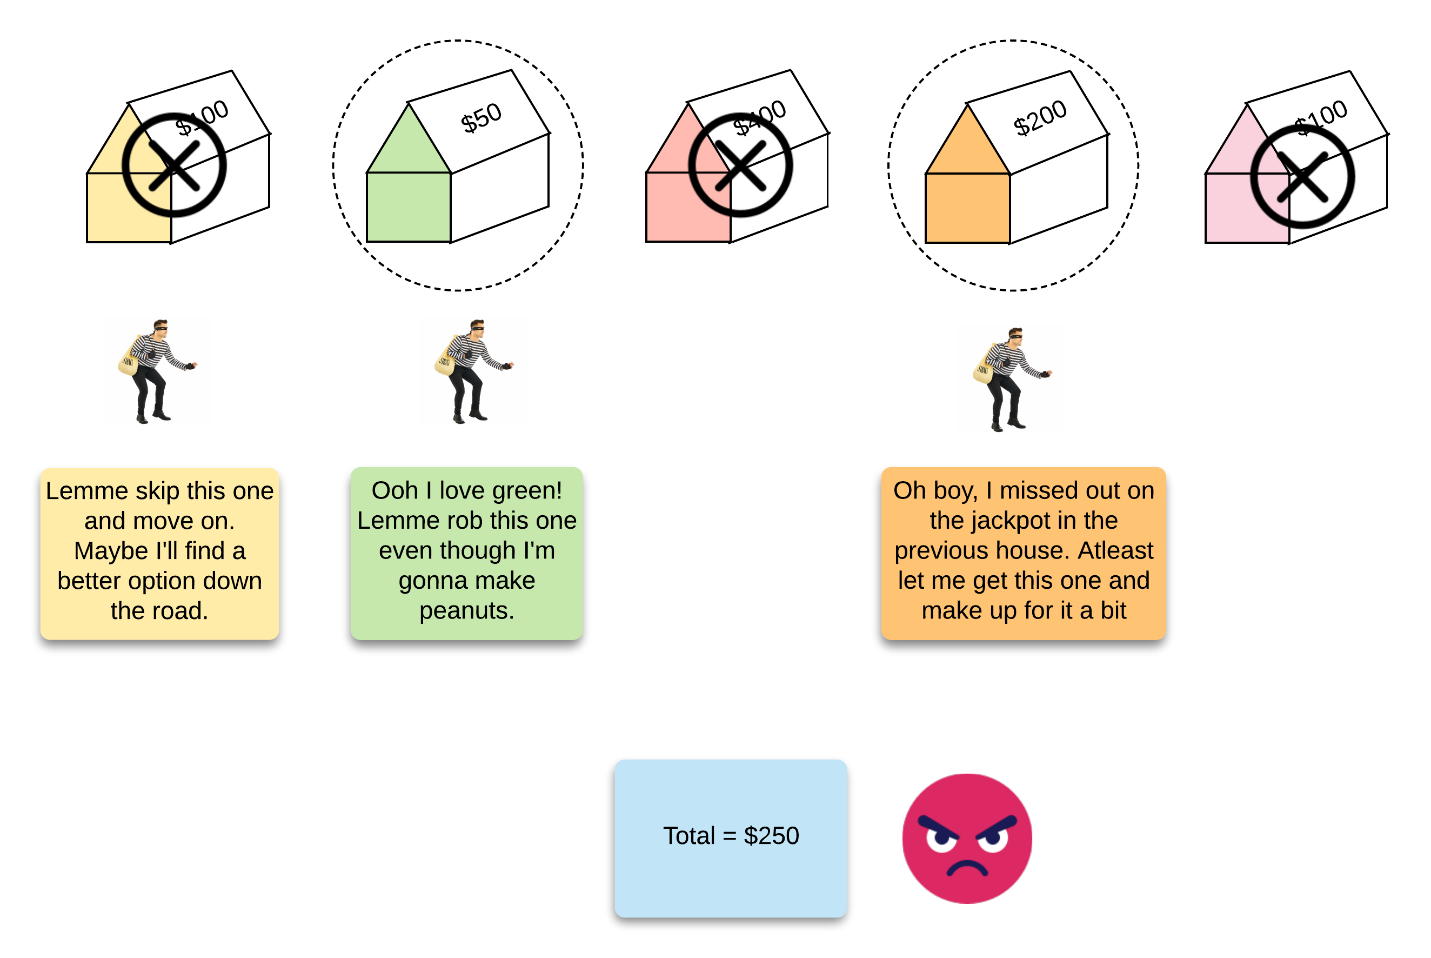 $100
$50
$400
$200
$100
Lemme skip this one
and move on.
Maybe I'll find a
better option down
the road.
Ooh I love green!
Lemme rob this one
even though I'm
gonna make
peanuts.
Oh boy, I missed out on
the jackpot in the
previous house. Atleast
let me get this one and
make up for it a bit
Total = $250